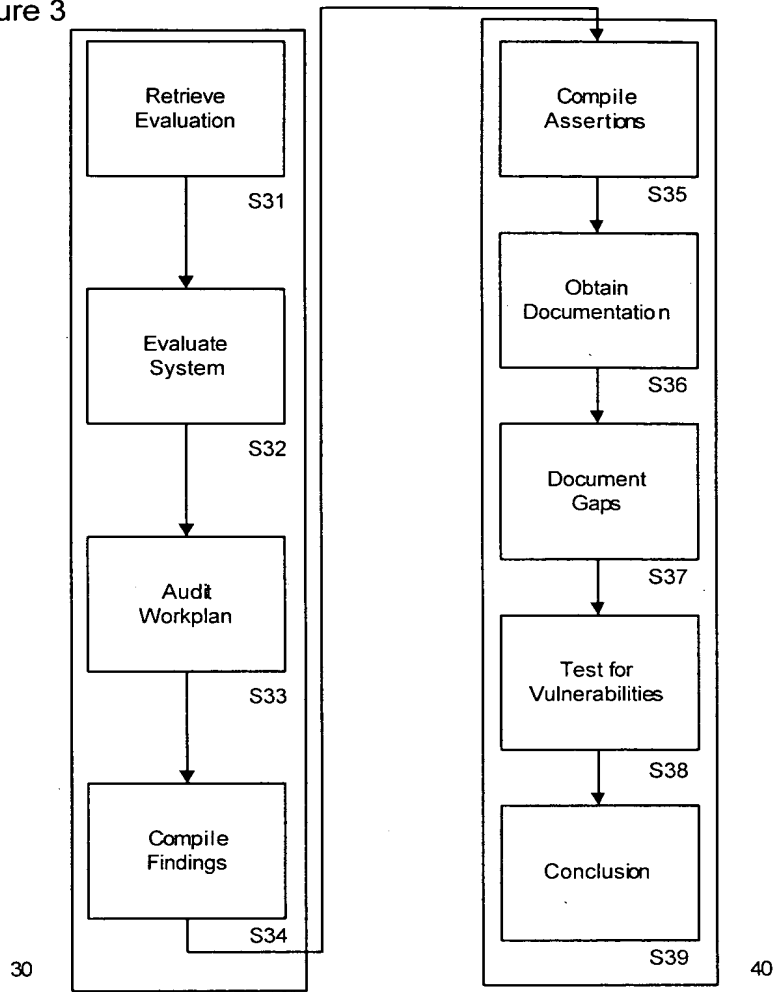 ure 3
Retrieve
Evaluation
S31
Evaluate
System
S32
Audit
Workplan
S33
Compile
Findings
S34
30
Compile
Assertions
S35
Obtain
Documentation
S36
Document
Gaps
S37
Test for
Vulnerabilities
S38
Conclusion
S39
40